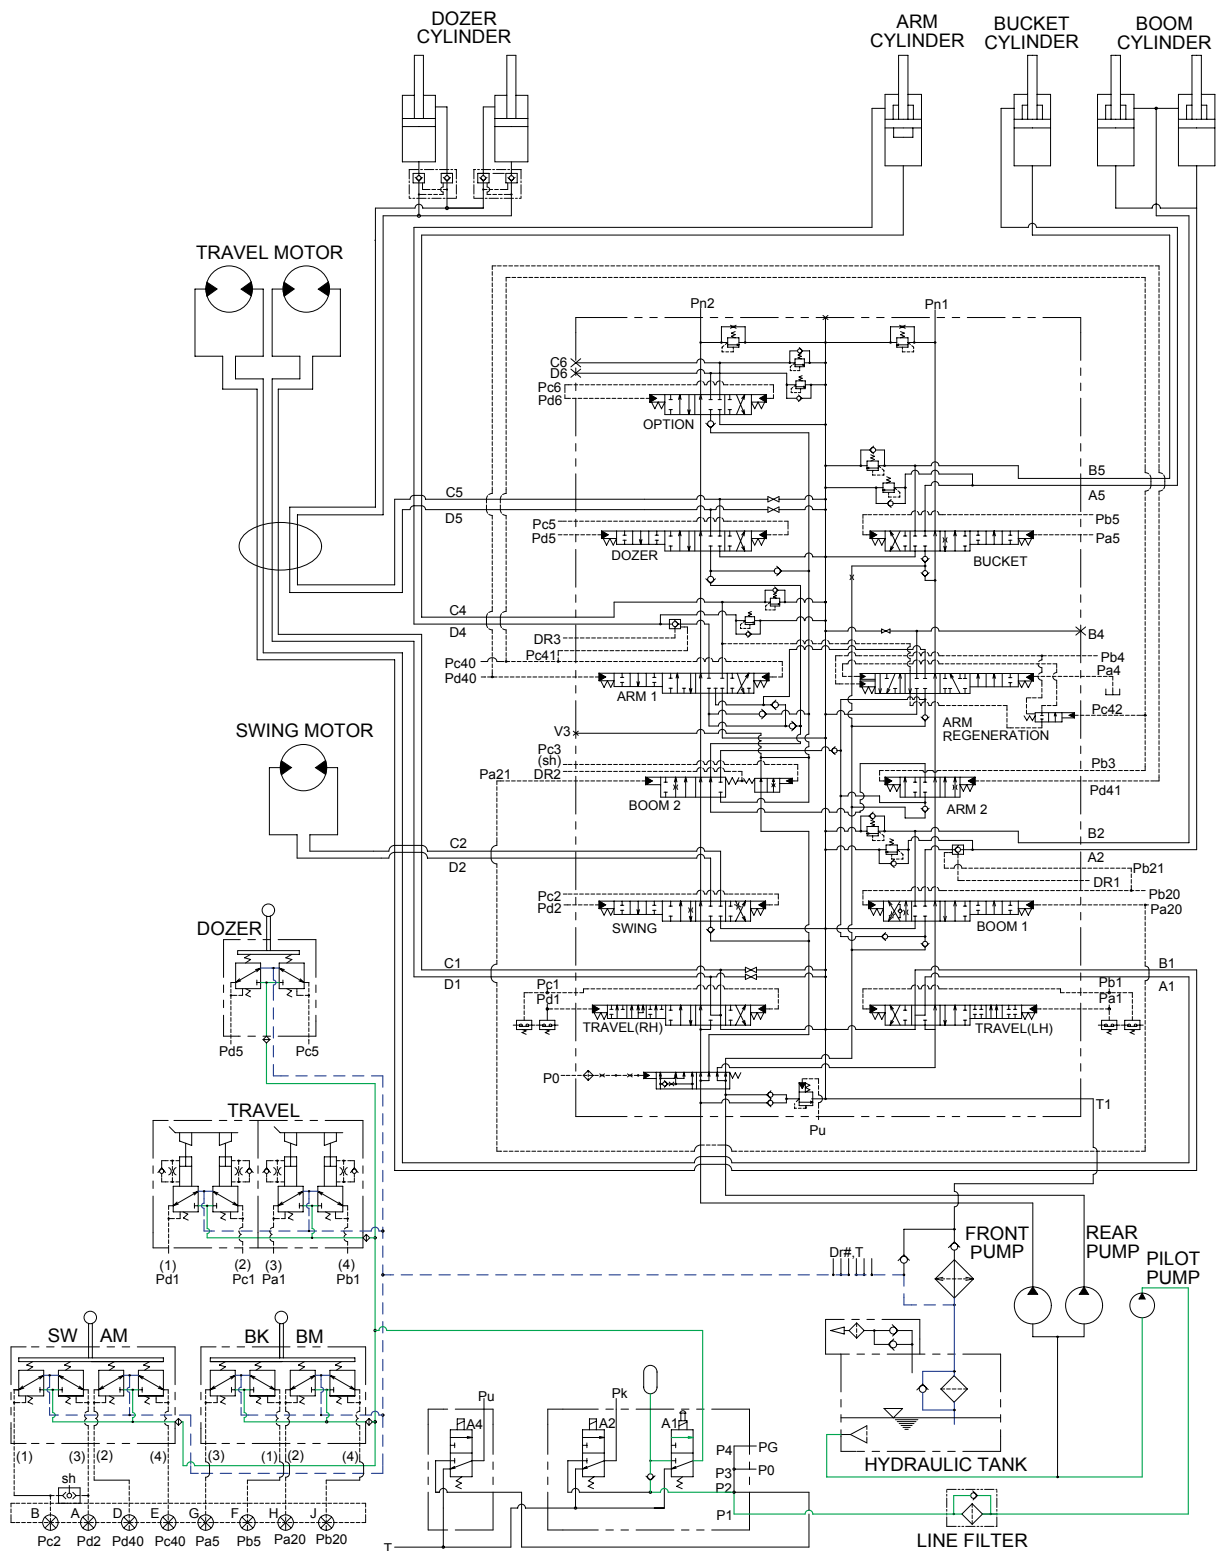 DOZER
CYLINDER
ARM
CYLINDER
BUCKET
CYLINDER
BOOM
CYLINDER
TRAVEL MOTOR
Pn2
Pn1
C6
D6
Pc6
Pd6
OPTION
B5
A5
C5
D5
Pc5
Pd5
DOZER
Pb5
Pa5
BUCKET
C4
D4
DR3
Pc41
Pc40
Pd40
ARM 1
B4
Pb4
Pa4
Pc42
ARM
REGENERATION
SWING MOTOR
V3
Pc3
(sh)
DR2
Pa21
BOOM 2
Pb3
Pd41
ARM 2
C2
D2
B2
A2
Pb21
DR1
Pc2
Pd2
SWING
Pb20
Pa20
BOOM 1
DOZER
Pd5
Pc5
C1
D1
Pc1
Pd1
TRAVEL(RH)
B1
A1
Pb1
Pa1
TRAVEL(LH)
P0
Pu
T1
TRAVEL
(1)
Pd1
(2)
Pc1
(3)
Pa1
(4)
Pb1
Dr#,T
FRONT
PUMP
REAR
PUMP
PILOT
PUMP
SW
AM
BK
BM
(1)
(3)
(2)
(4)
(3)
(1)
(2)
(4)
sh
B
A
D
E
G
F
H
J
Pc2
Pd2
Pd40
Pc40
Pa5
Pb5
Pa20
Pb20
Pu
A4
Pk
A2
A1
P4
P3
P2
P1
PG
P0
T
HYDRAULIC TANK
LINE FILTER